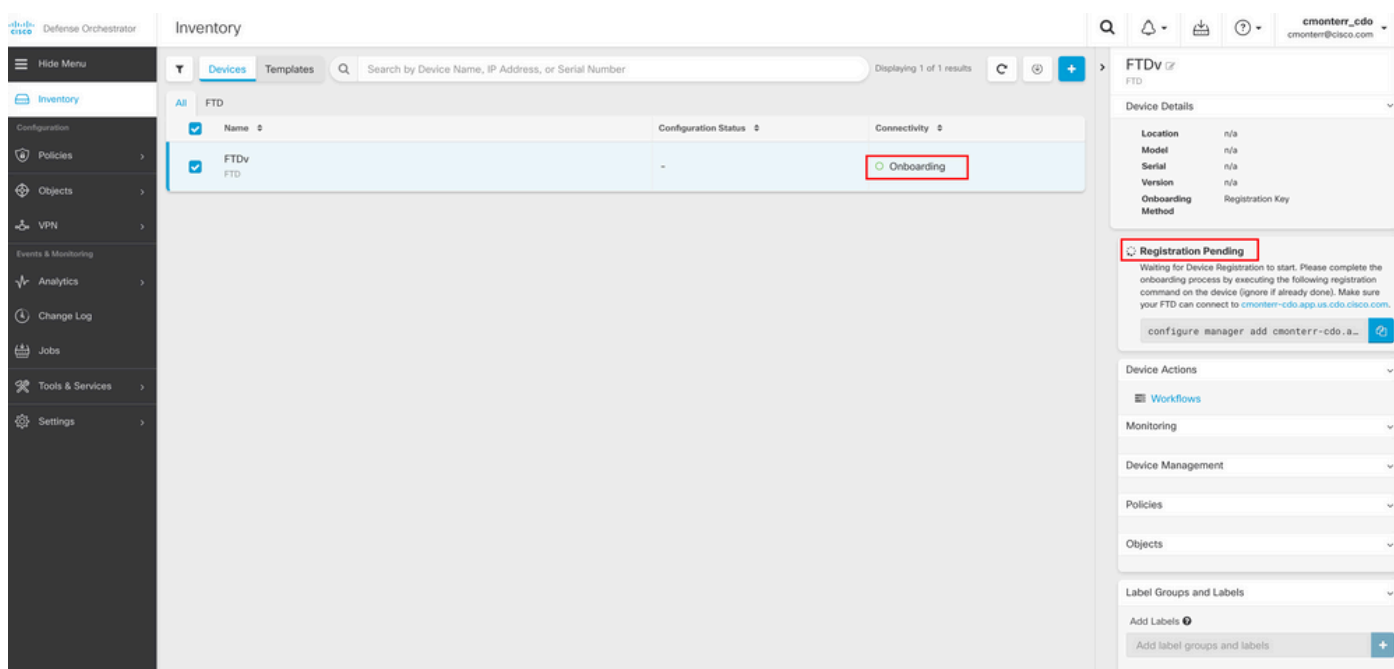 cisco Defense Orchestrator
Inventory
cmonterr_cdo
cmonterr@cisco.com
Hide Menu
Inventory
Configuration
Policies
Objects
VPN
Events & Monitoring
Analytics
Change Log
Jobs
Tools & Services
Settings
Devices Templates Search by Device Name, IP Address, or Serial Number Displaying 1 of 1 results
All FTD
Name Configuration Status Connectivity
FTDv - Onboarding
FTD
FTDv
FTD
Device Details
Location n/a
Model n/a
Serial n/a
Version n/a
Onboarding Registration Key
Method
Registration Pending
Waiting for Device Registration to start. Please complete the
onboarding process by executing the following registration
command on the device (ignore if already done). Make sure
your FTD can connect to cmonterr-cdo.app.us.cdo.cisco.com.
configure manager add cmonterr-cdo.a…
Device Actions
Workflows
Monitoring
Device Management
Policies
Objects
Label Groups and Labels
Add Labels
Add label groups and labels